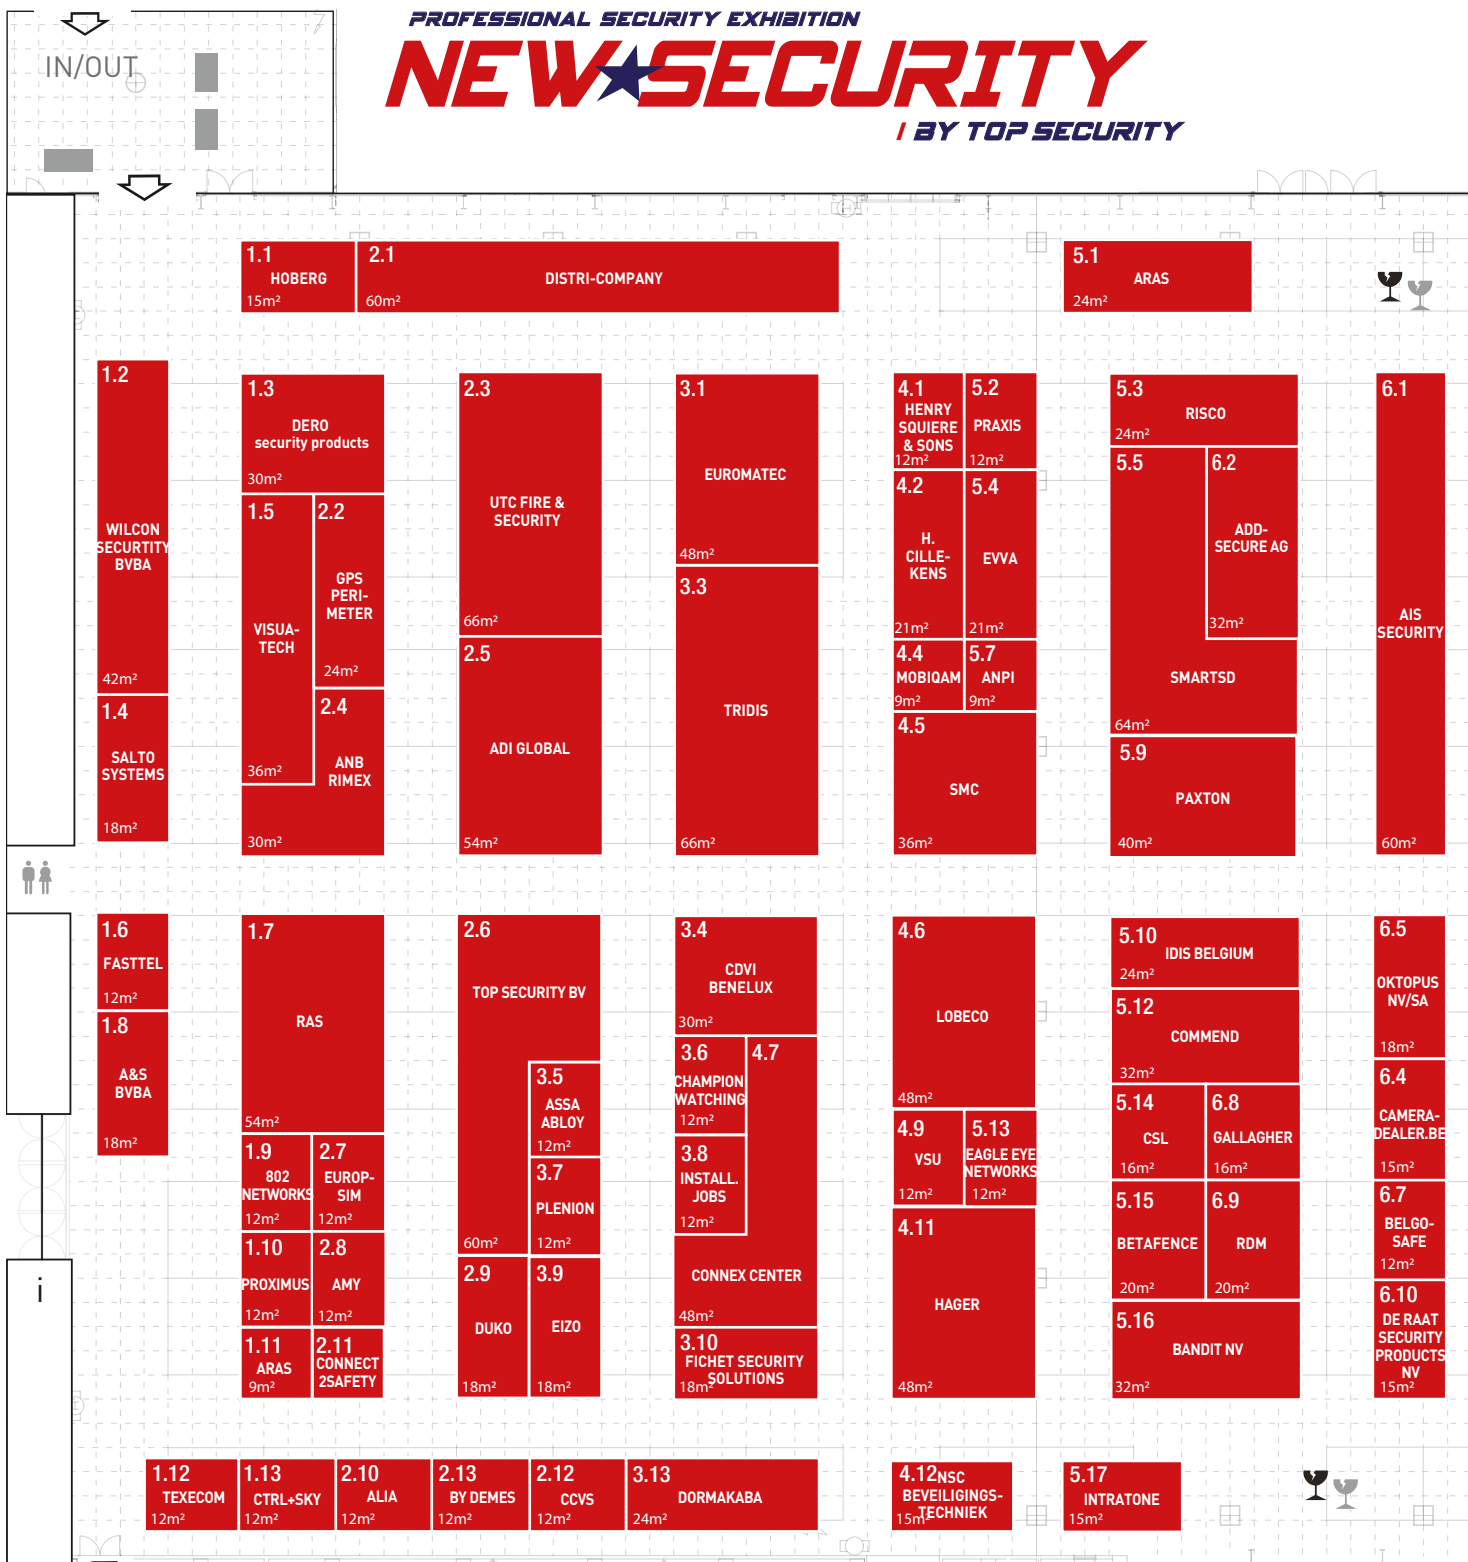 PROFESSIONAL SECURITY EXHIBITION
NEW★SECURITY
/ BY TOP SECURITY
IN/OUT
1.1
HOBERG
15m²
2.1
DISTRI-COMPANY
60m²
5.1
ARAS
24m²
1.2
WILCON
SECURTITY
BVBA
42m²
1.3
DERO
security products
30m²
2.3
UTC FIRE &
SECURITY
66m²
3.1
EUROMATEC
48m²
4.1
HENRY
SQUIERE
& SONS
12m²
5.2
PRAXIS
12m²
5.3
RISCO
24m²
6.1
AIS
SECURITY
60m²
1.5
VISUA-
TECH
36m²
2.2
GPS
PERI-
METER
24m²
4.2
H.
CILLE-
KENS
21m²
5.4
EVVA
21m²
5.5
SMARTSD
64m²
6.2
ADD-
SECURE AG
32m²
3.3
TRIDIS
66m²
2.5
ADI GLOBAL
54m²
4.4
MOBIQAM
9m²
5.7
ANPI
9m²
1.4
SALTO
SYSTEMS
18m²
2.4
ANB
RIMEX
30m²
4.5
SMC
36m²
5.9
PAXTON
40m²
1.6
FASTTEL
12m²
1.7
RAS
54m²
2.6
TOP SECURITY BV
60m²
3.4
CDVI
BENELUX
30m²
4.6
LOBECO
48m²
5.10
IDIS BELGIUM
24m²
6.5
OKTOPUS
NV/SA
18m²
1.8
A&S
BVBA
18m²
5.12
COMMEND
32m²
3.6
CHAMPION
WATCHING
12m²
4.7
CONNEX CENTER
48m²
3.5
ASSA
ABLOY
12m²
6.4
CAMERA-
DEALER.BE
15m²
5.14
CSL
16m²
6.8
GALLAGHER
16m²
1.9
802
NETWORKS
12m²
2.7
EUROP-
SIM
12m²
3.7
PLENION
12m²
3.8
INSTALL.
JOBS
12m²
4.9
VSU
12m²
5.13
EAGLE EYE
NETWORKS
12m²
5.15
BETAFENCE
20m²
6.9
RDM
20m²
6.7
BELGO-
SAFE
12m²
1.10
PROXIMUS
12m²
2.8
AMY
12m²
2.9
DUKO
18m²
3.9
EIZO
18m²
4.11
HAGER
48m²
i
6.10
DE RAAT
SECURITY
PRODUCTS
NV
15m²
5.16
BANDIT NV
32m²
1.11
ARAS
9m²
2.11
CONNECT
2SAFETY
3.10
FICHET SECURITY
SOLUTIONS
18m²
1.12
TEXECOM
12m²
1.13
CTRL+SKY
12m²
2.10
ALIA
12m²
2.13
BY DEMES
12m²
2.12
CCVS
12m²
3.13
DORMAKABA
24m²
4.12 NSC
BEVEILIGINGS-
TECHNIEK
15m²
5.17
INTRATONE
15m²